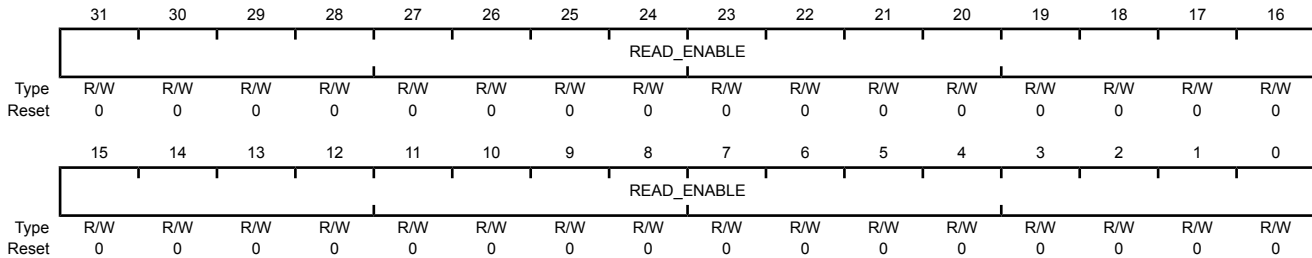 31 30 29 28 27 26 25 24 23 22 21 20 19 18 17 16
READ_ENABLE
Type R/W R/W R/W R/W R/W R/W R/W R/W R/W R/W R/W R/W R/W R/W R/W R/W
Reset 0 0 0 0 0 0 0 0 0 0 0 0 0 0 0 0
15 14 13 12 11 10 9 8 7 6 5 4 3 2 1 0
READ_ENABLE
Type R/W R/W R/W R/W R/W R/W R/W R/W R/W R/W R/W R/W R/W R/W R/W R/W
Reset 0 0 0 0 0 0 0 0 0 0 0 0 0 0 0 0